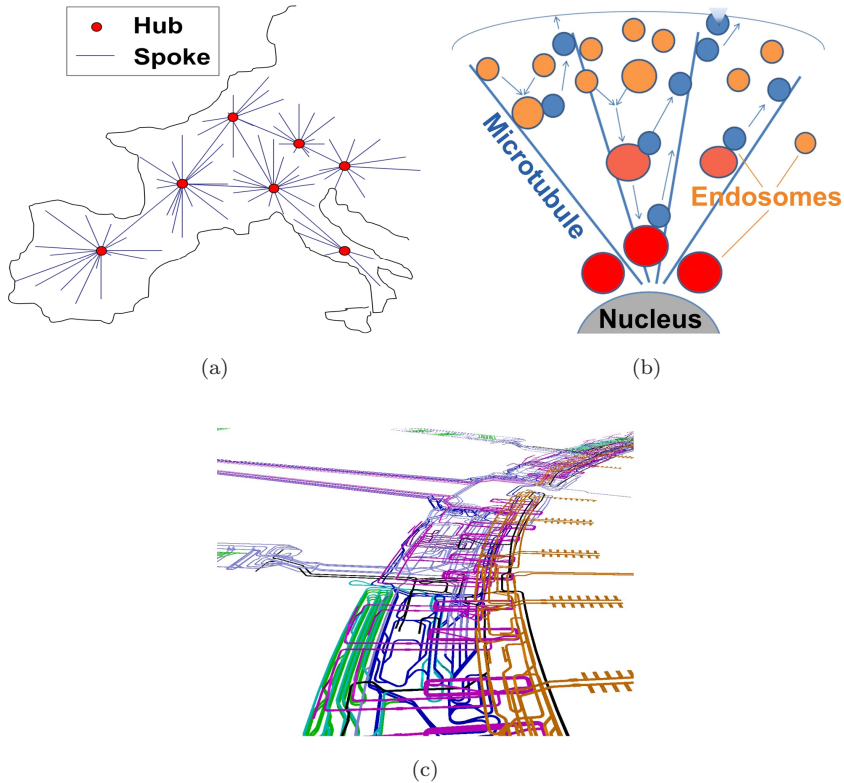 Hub
Spoke
(a)
Microtubule
Endosomes
Nucleus
(b)
(c)